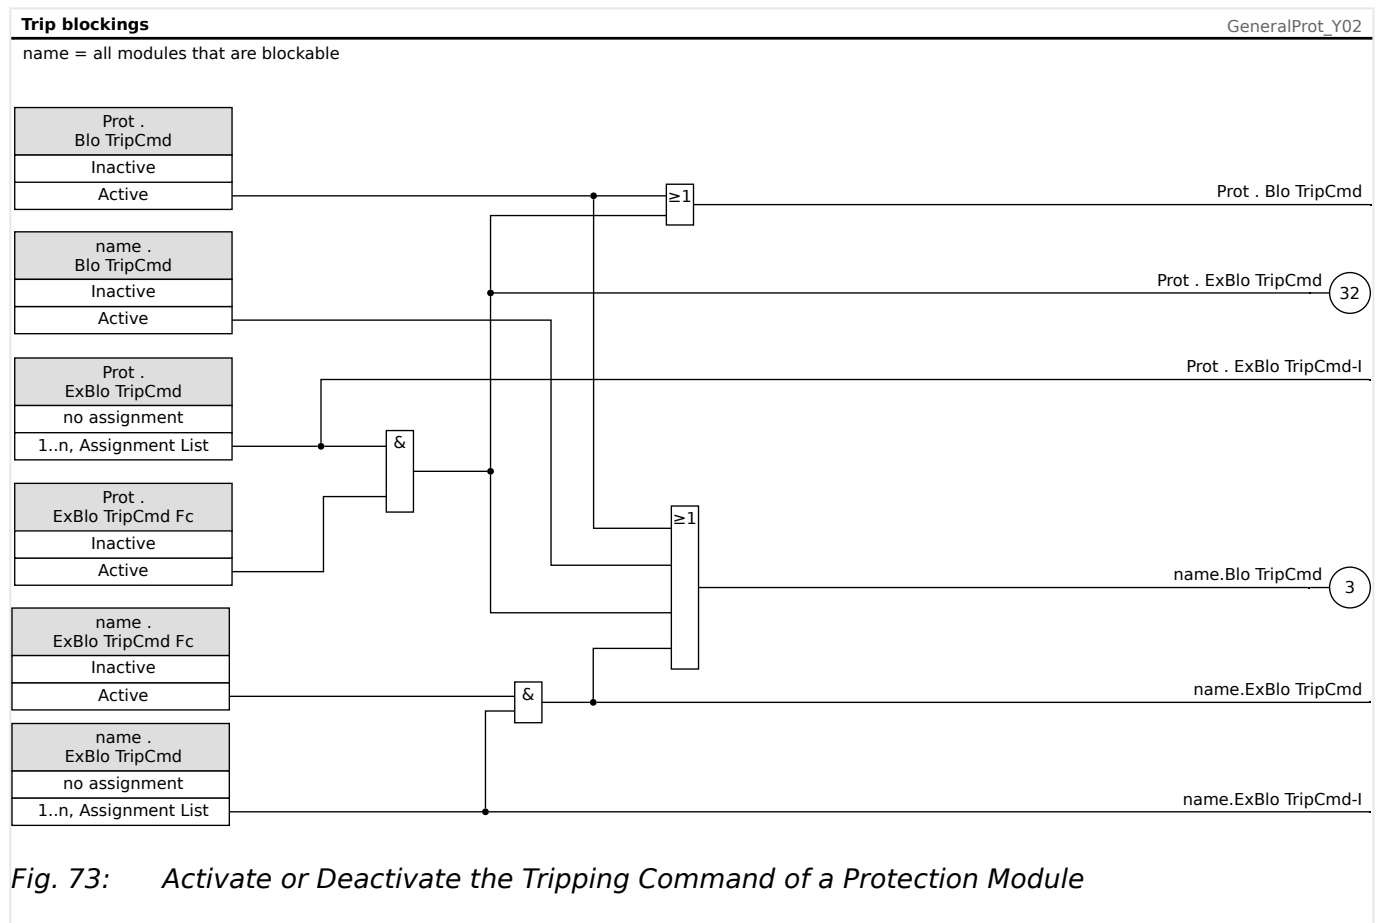 Trip blockings
GeneralProt_Y02
name = all modules that are blockable
Prot .
Blo TripCmd
Inactive
Active
≥1
Prot . Blo TripCmd
name .
Blo TripCmd
Inactive
Active
Prot . ExBlo TripCmd
32
Prot .
ExBlo TripCmd
no assignment
1..n, Assignment List
&
Prot . ExBlo TripCmd-I
Prot .
ExBlo TripCmd Fc
Inactive
Active
≥1
name.Blo TripCmd
3
name .
ExBlo TripCmd Fc
Inactive
Active
&
name.ExBlo TripCmd
name .
ExBlo TripCmd
no assignment
1..n, Assignment List
name.ExBlo TripCmd-I
Fig. 73: Activate or Deactivate the Tripping Command of a Protection Module